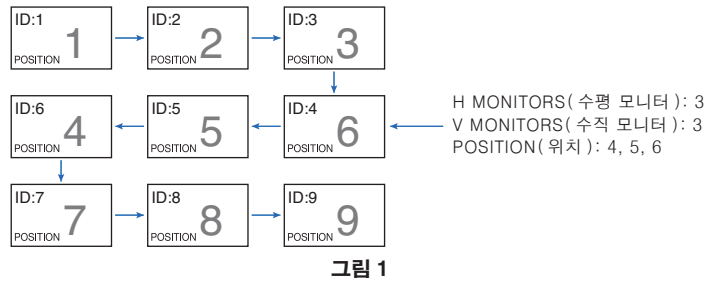 ID:1
POSITION 1
ID:2
POSITION 2
ID:3
POSITION 3
ID:6
POSITION 4
ID:5
POSITION 5
ID:4
POSITION 6
H MONITORS(수평 모니터): 3
V MONITORS(수직 모니터): 3
POSITION(위치): 4, 5, 6
ID:7
POSITION 7
ID:8
POSITION 8
ID:9
POSITION 9
그림 1